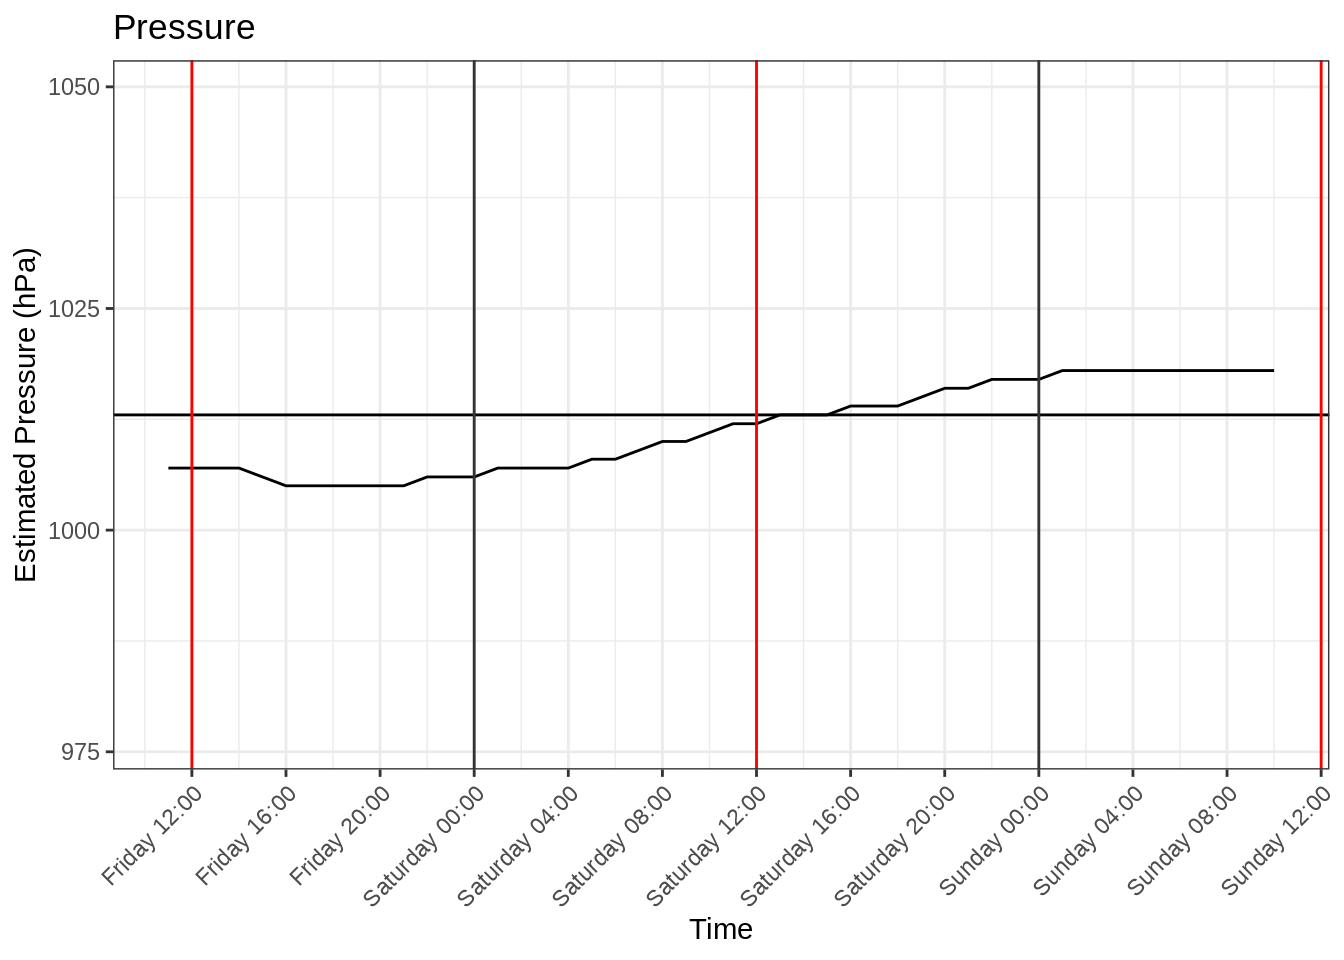 Pressure
1050
1025
1000
975
Estimated Pressure (hPa)
Friday 12:00
Friday 16:00
Friday 20:00
Saturday 00:00
Saturday 04:00
Saturday 08:00
Saturday 12:00
Saturday 16:00
Saturday 20:00
Sunday 00:00
Sunday 04:00
Sunday 08:00
Sunday 12:00
Time